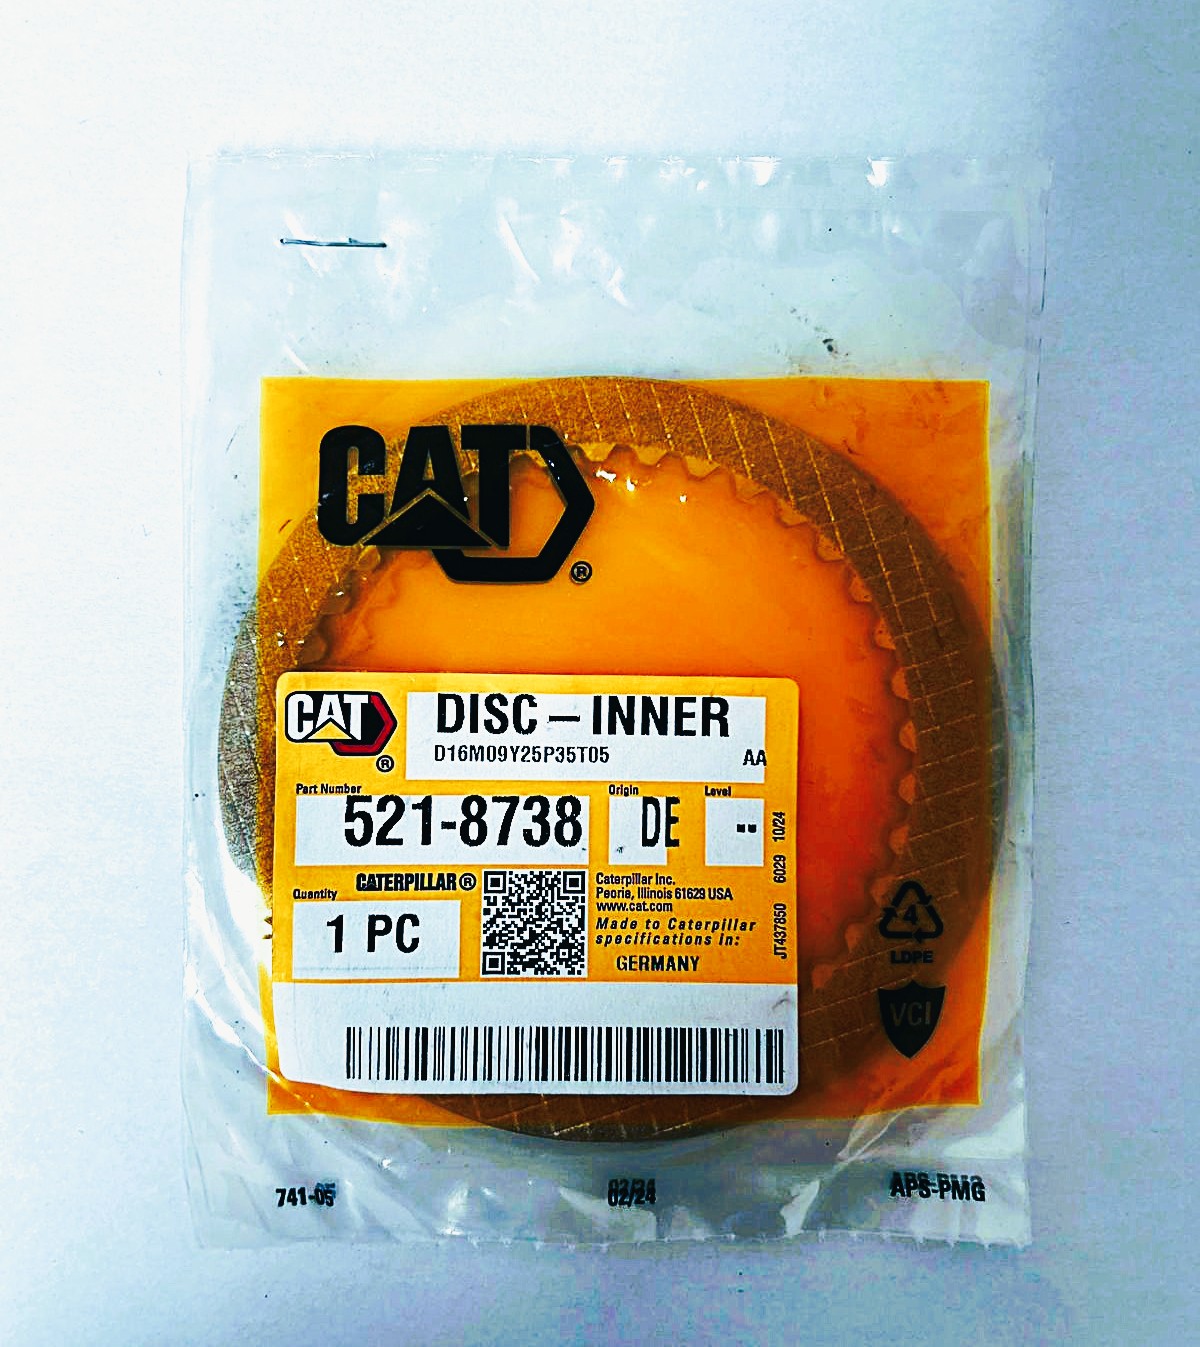 CAT
®
CAT
®
DISC – INNER
D16M09Y25P35T05
AA
Part Number
521-8738
Origin
DE
Level
--
Quantity
1 PC
CATERPILLAR®
Caterpillar Inc.
Peoria, Illinois 61629 USA
www.cat.com
Made to Caterpillar
specifications in:
GERMANY
JT437850 6029 10/24
4
LDPE
VCI
741-05
02/24
APS-PMG